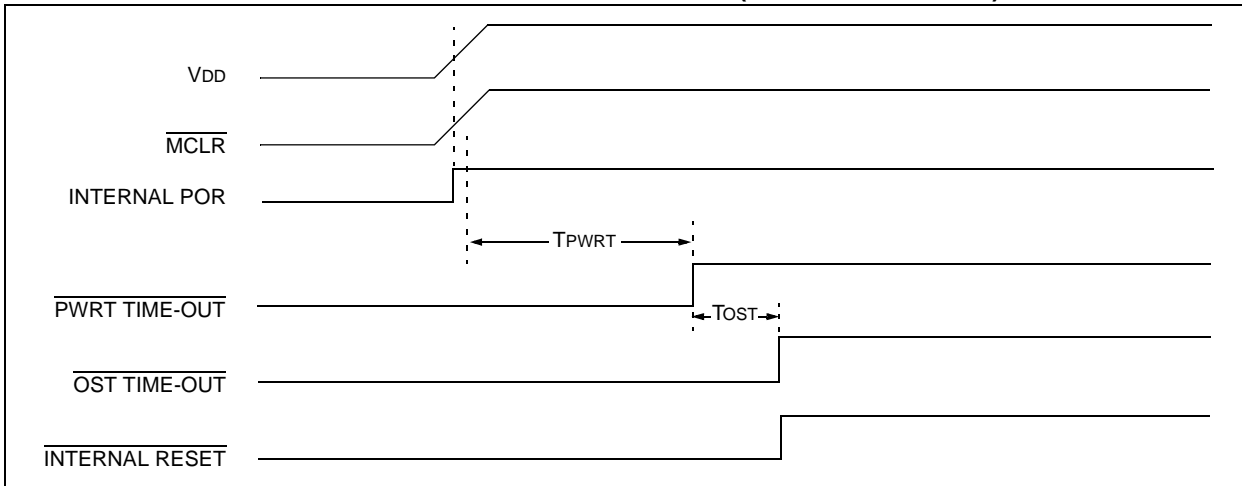 VDD
MCLR
INTERNAL POR
TPWRT
PWRT TIME-OUT
TOST
OST TIME-OUT
INTERNAL RESET